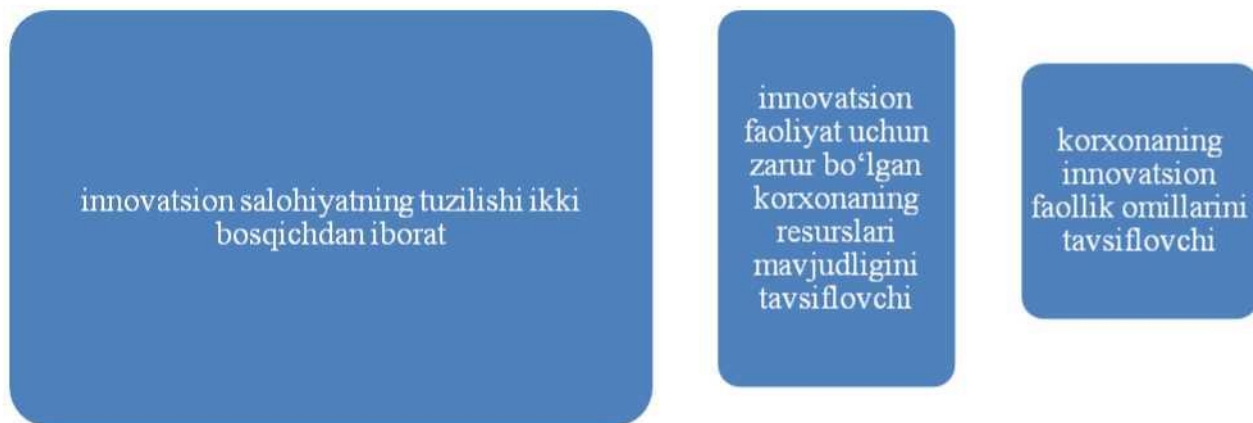 innovatsion salohiyatning tuzilishi ikki
bosqichdan iborat
innovatsion
faoliyat uchun
zarur bo‘lgan
korxonaning
resurslari
mavjudligini
tavsiflovchi
korxonaning
innovatsion
faollik omillarini
tavsiflovchi